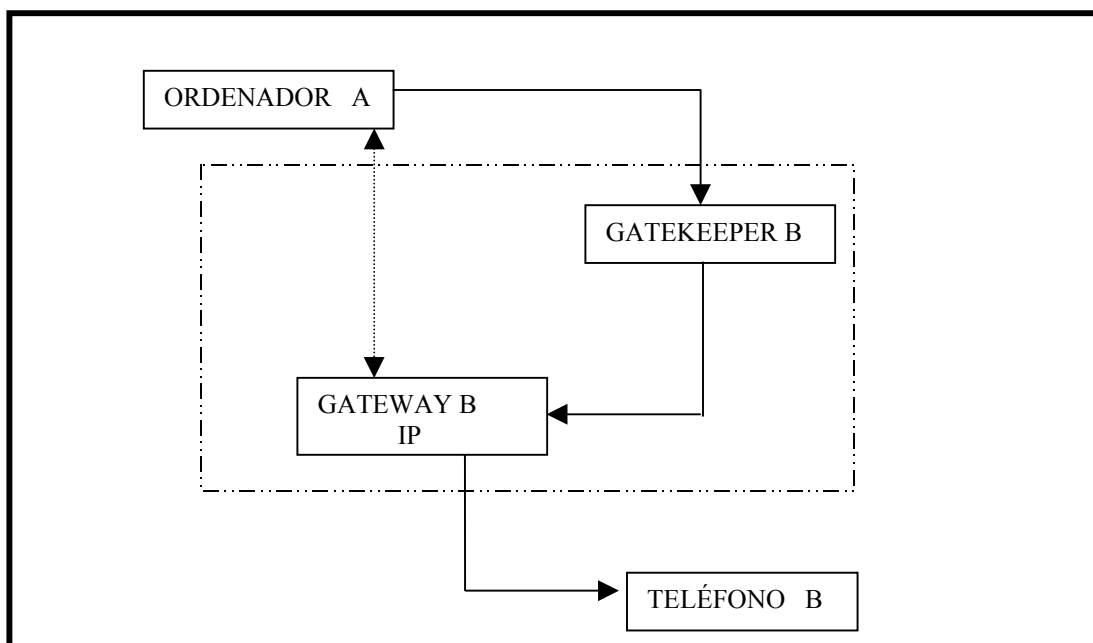 ORDENADOR A
GATEKEEPER B
GATEWAY B
IP
TELÉFONO B